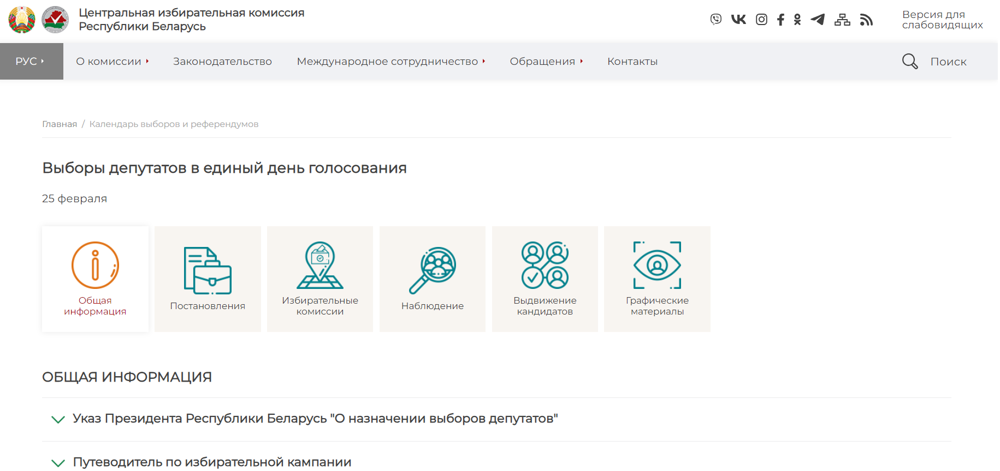 Центральная избирательная комиссия
Республики Беларусь
Версия для
слабовидящих
РУС
О комиссии
Законодательство
Международное сотрудничество
Обращения
Контакты
Поиск
Главная / Календарь выборов и референдумов
Выборы депутатов в единый день голосования
25 февраля
Общая
информация
Постановления
Избирательные
комиссии
Наблюдение
Выдвижение
кандидатов
Графические
материалы
ОБЩАЯ ИНФОРМАЦИЯ
Указ Президента Республики Беларусь "О назначении выборов депутатов"
Путеводитель по избирательной кампании